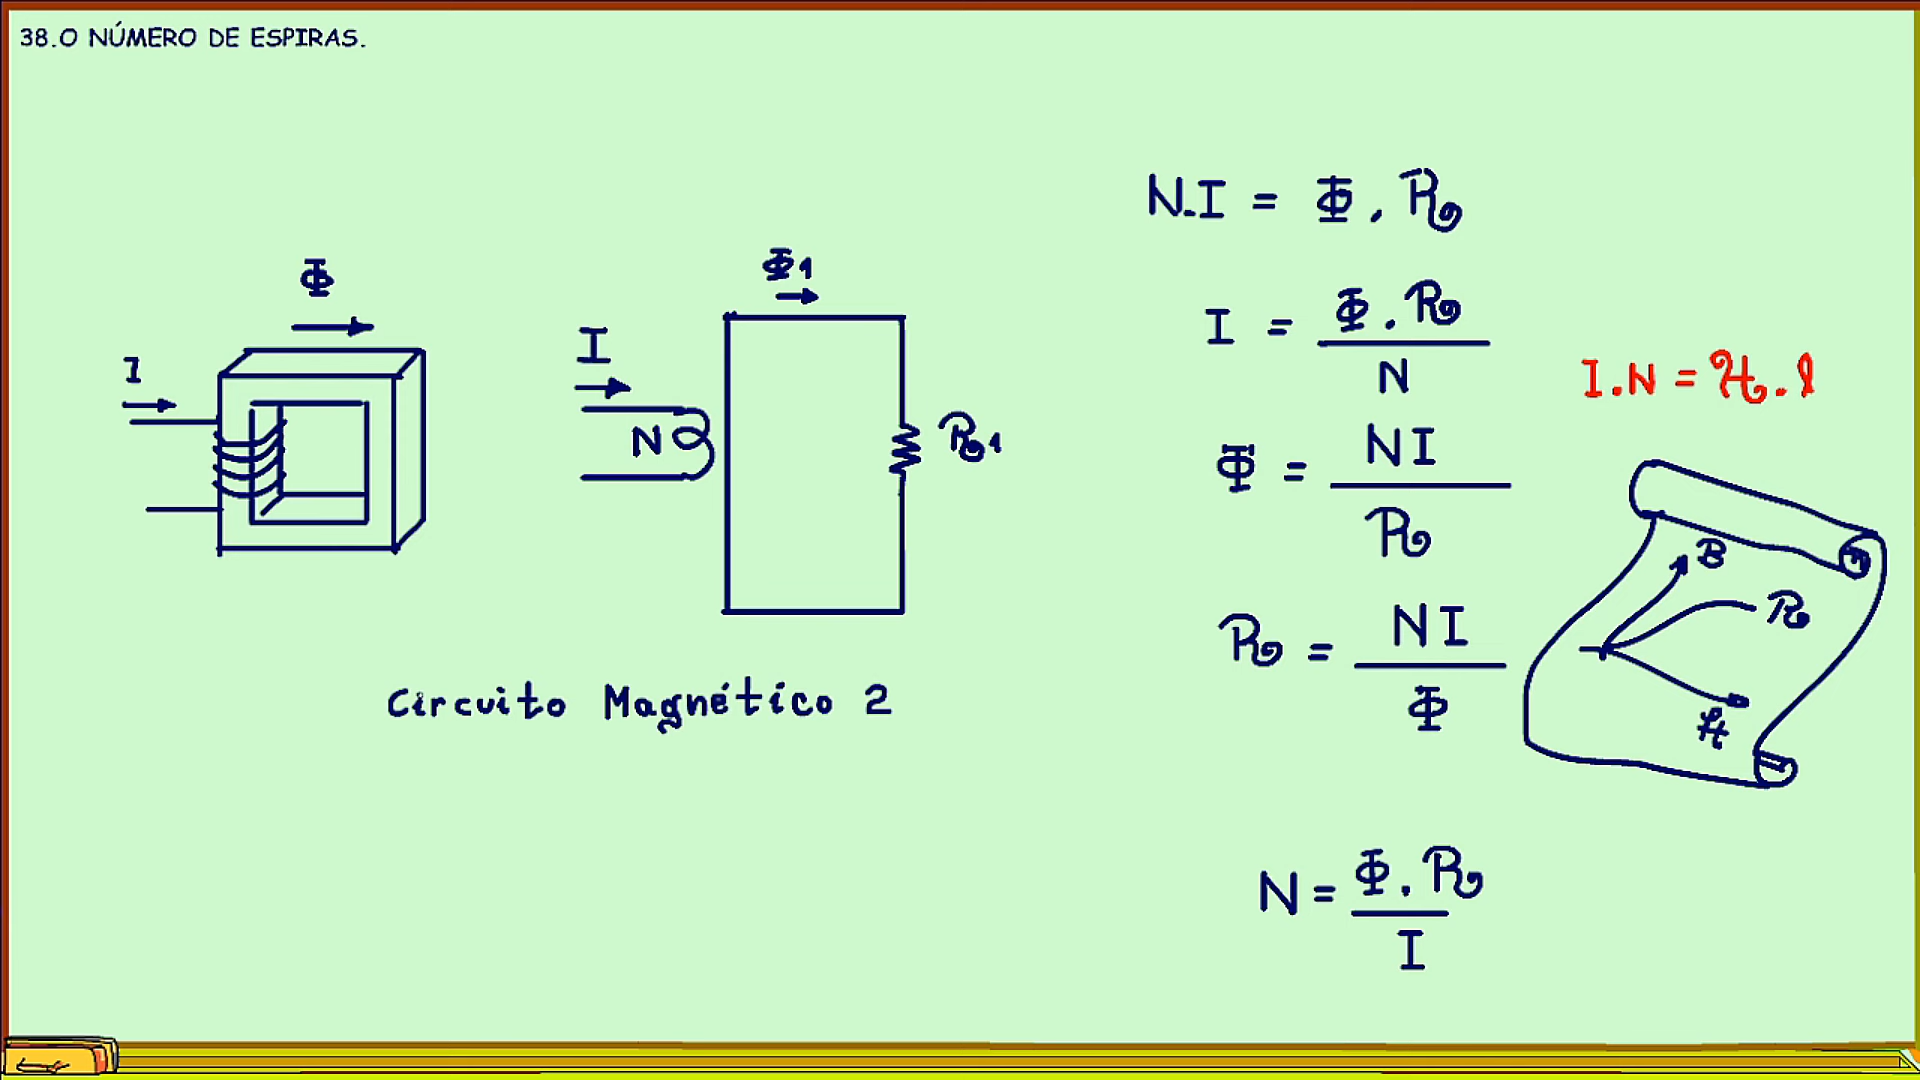 38.O NÚMERO DE ESPIRAS.
Φ
I
Φ1
I
N
ℛ1
Circuito Magnético 2
N.I = Φ . ℛ
I = Φ . ℛ / N
I.N = ℋ . l
Φ = NI / ℛ
ℛ = NI / Φ
B
ℛ
ℋ
N = Φ . ℛ / I